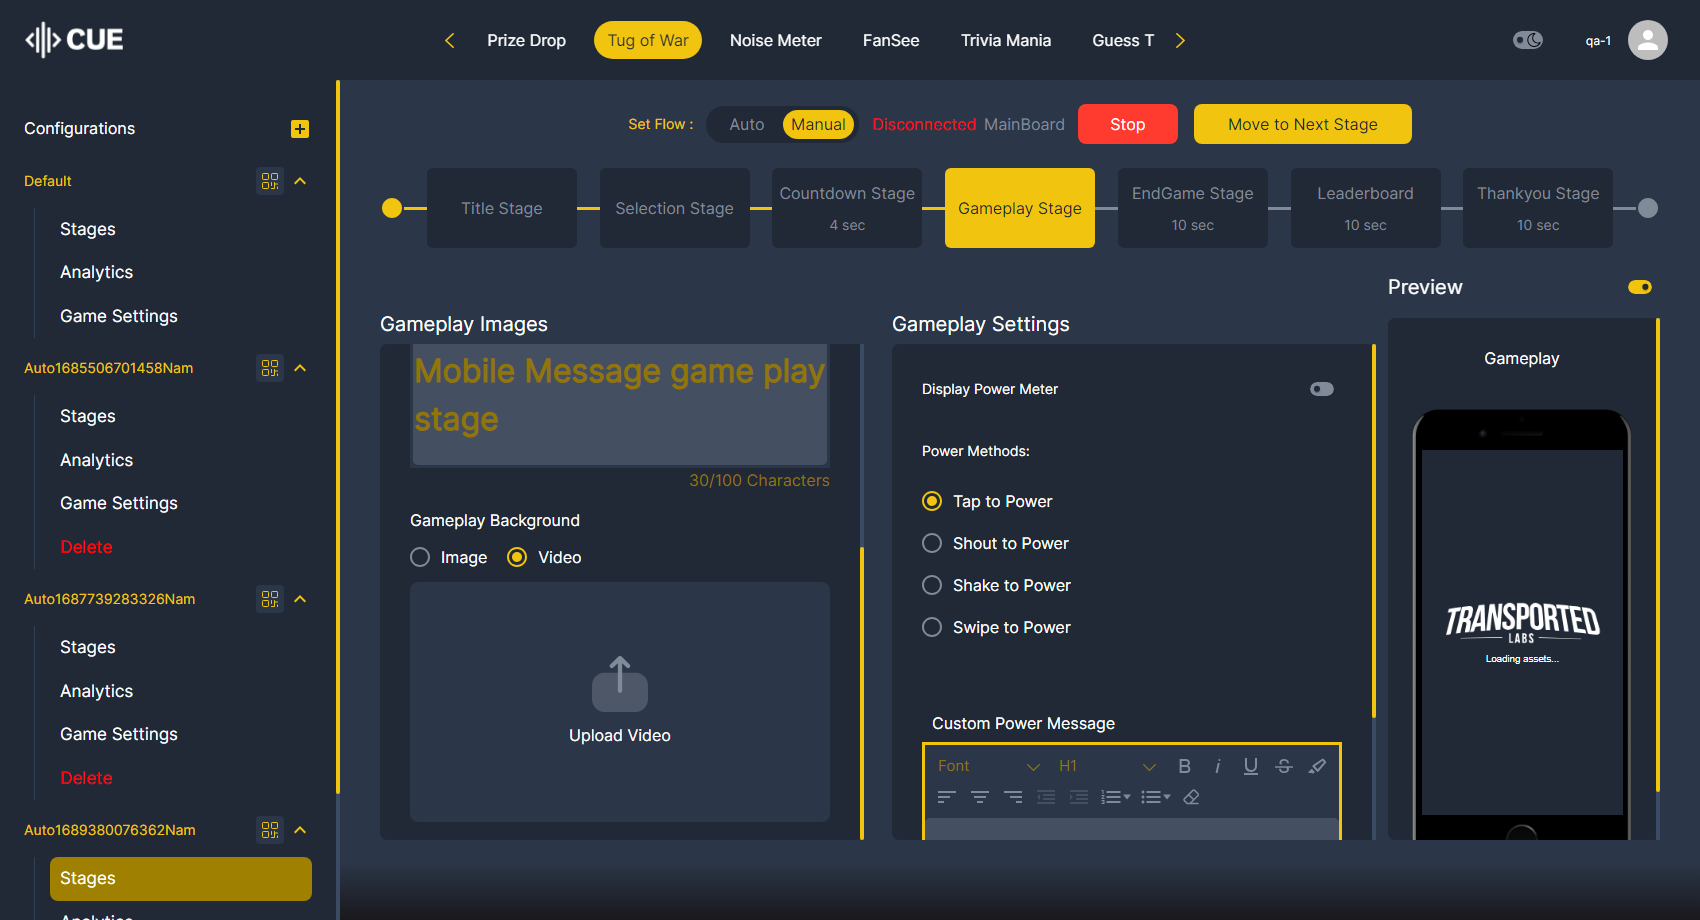 CUE
Prize Drop
Tug of War
Noise Meter
FanSee
Trivia Mania
Guess T
qa-1
Configurations
Default
Stages
Analytics
Game Settings
Auto1685506701458Nam
Stages
Analytics
Game Settings
Delete
Auto1687739283326Nam
Stages
Analytics
Game Settings
Delete
Auto1689380076362Nam
Stages
Analytics
Set Flow :
Auto
Manual
Disconnected MainBoard
Stop
Move to Next Stage
Title Stage
Selection Stage
Countdown Stage
4 sec
Gameplay Stage
EndGame Stage
10 sec
Leaderboard
10 sec
Thankyou Stage
10 sec
Gameplay Images
Mobile Message game play
stage
30/100 Characters
Gameplay Background
Image
Video
Upload Video
Gameplay Settings
Display Power Meter
Power Methods:
Tap to Power
Shout to Power
Shake to Power
Swipe to Power
Custom Power Message
Font
H1
Preview
Gameplay
TRANSPORTED
LABS
Loading assets...